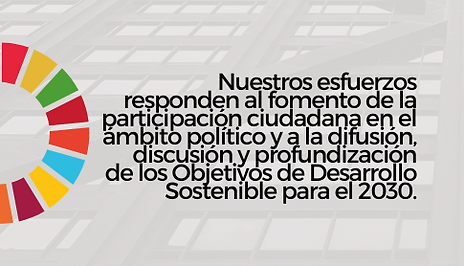 Nuestros esfuerzos
responden al fomento de la
participación ciudadana en el
ámbito político y a la difusión,
discusión y profundización
de los Objetivos de Desarrollo
Sostenible para el 2030.